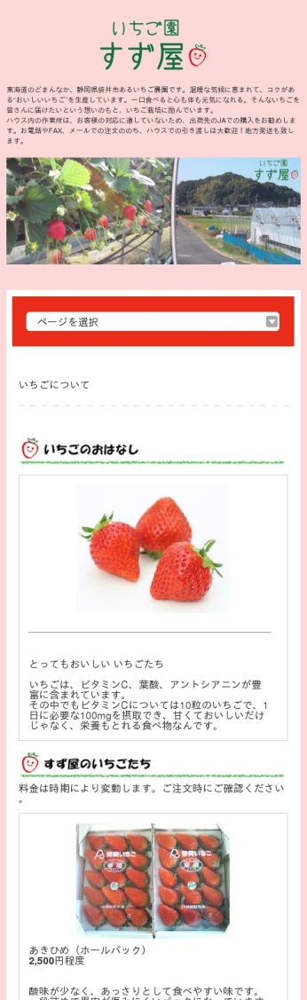 いちご園
すず屋
東海道のどまんなか、静岡県袋井市あるいちご農園です。温暖な気候に恵まれて、コクがあ
る“おいしいいちご”を生産しています。一口食べると心も体も元気になれる。そんないちごを
皆さんに届けたいという想いのもと、いちご栽培に励んでいます。
ハウス内の作業所は、お客様の対応に適していないため、出荷先のJAでの購入をお勧めしま
す。お電話やFAX、メールでの注文ののち、ハウスでの引き渡しは大歓迎！地方発送も致し
ます。
いちご園
すず屋
ページを選択
いちごについて
いちごのおはなし
とってもおいしい いちごたち
いちごは、ビタミンC、葉酸、アントシアニンが豊
富に含まれています。
その中でもビタミンCについては10粒のいちごで、1
日に必要な100mgを摂取でき、甘くておいしいだけ
じゃなく、栄養もとれる食べ物なんです。
すず屋のいちごたち
料金は時期により変動します。ご注文時にご確認ください
。
静岡いちご
静岡いちご
あきひめ（ホールパック）
2,500円程度
酸味が少なく、あっさりとして食べやすい味です。